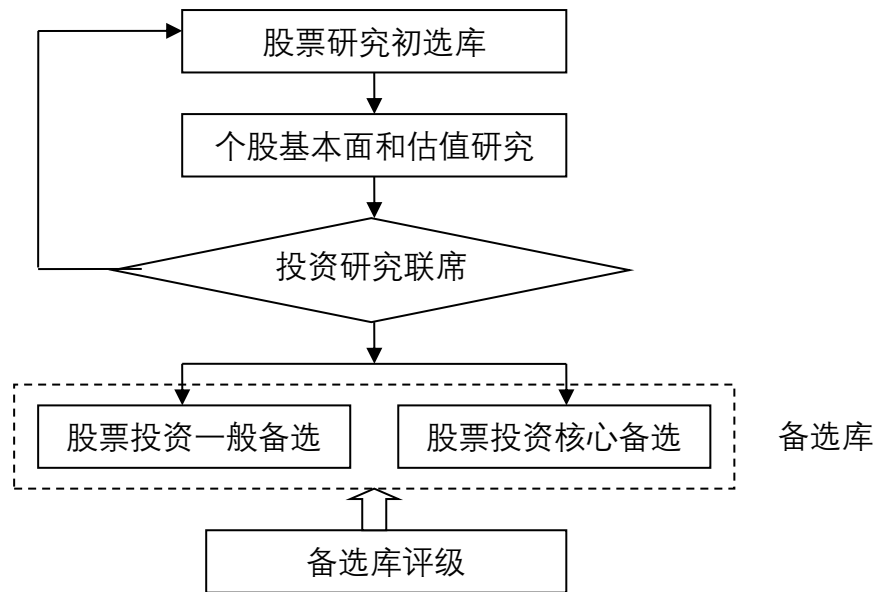 股票研究初选库
个股基本面和估值研究
投资研究联席
股票投资一般备选
股票投资核心备选
备选库
备选库评级